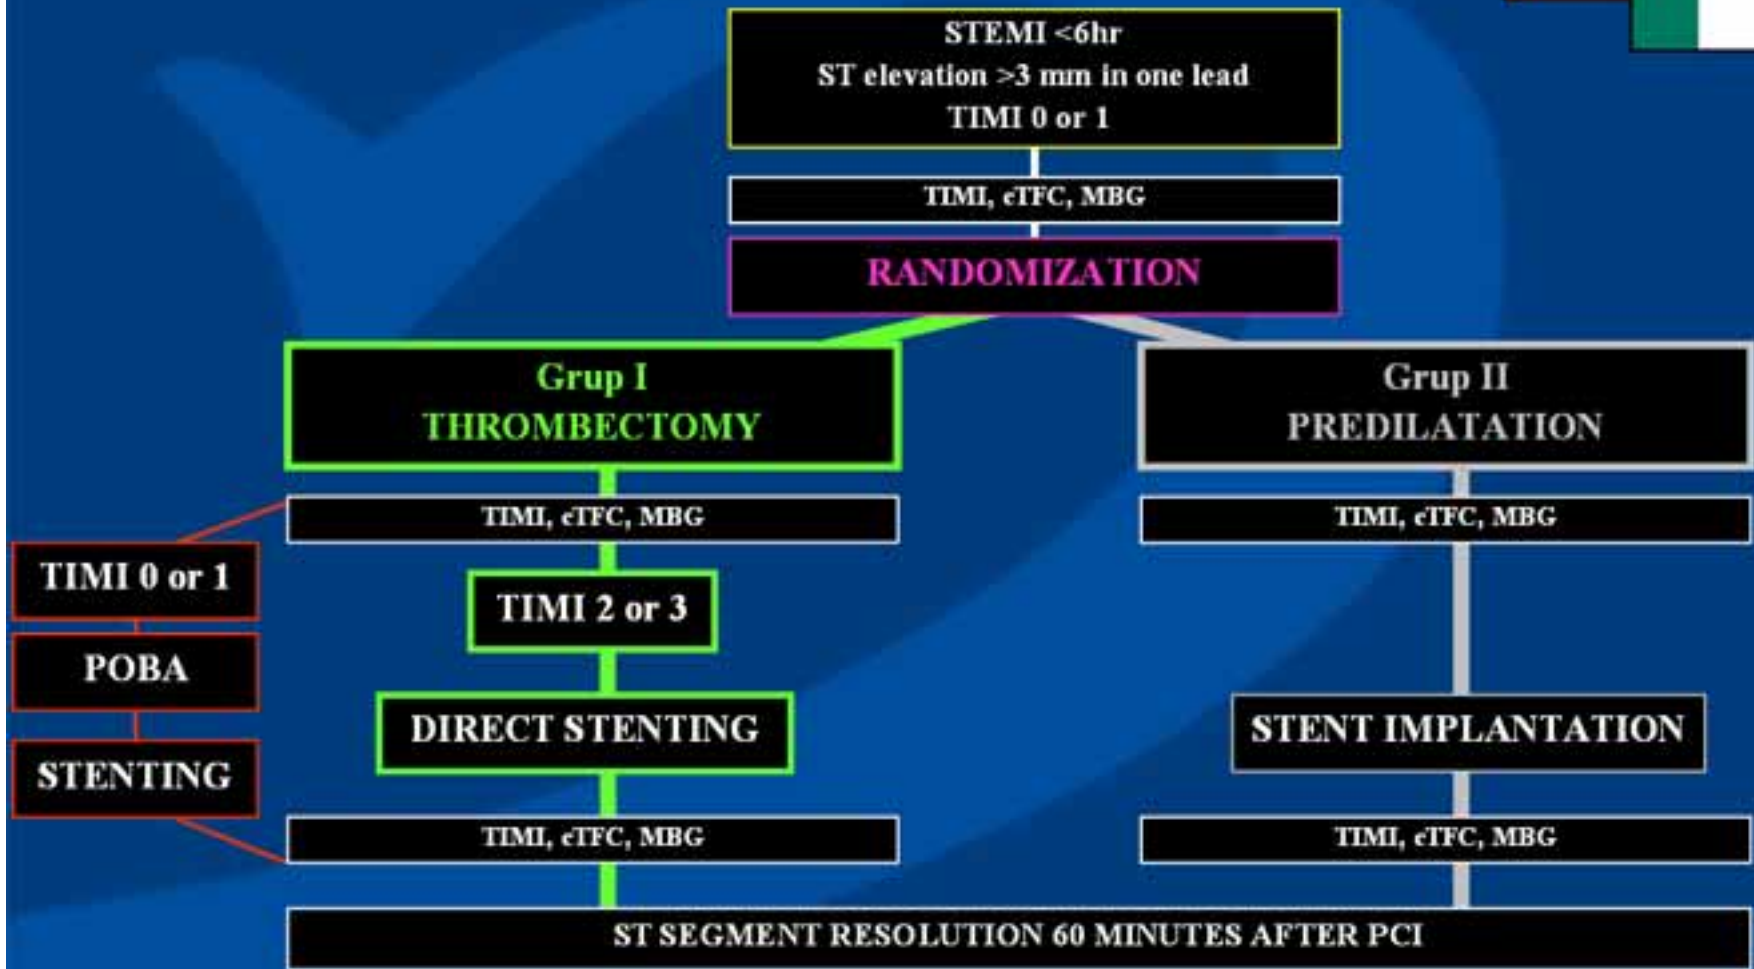 STEMI <6hr
ST elevation >3 mm in one lead
TIMI 0 or 1
TIMI, cTFC, MBG
RANDOMIZATION
Grup I
THROMBECTOMY
Grup II
PREDILATATION
TIMI, cTFC, MBG
TIMI, cTFC, MBG
TIMI 0 or 1
TIMI 2 or 3
POBA
DIRECT STENTING
STENT IMPLANTATION
STENTING
TIMI, cTFC, MBG
TIMI, cTFC, MBG
ST SEGMENT RESOLUTION 60 MINUTES AFTER PCI